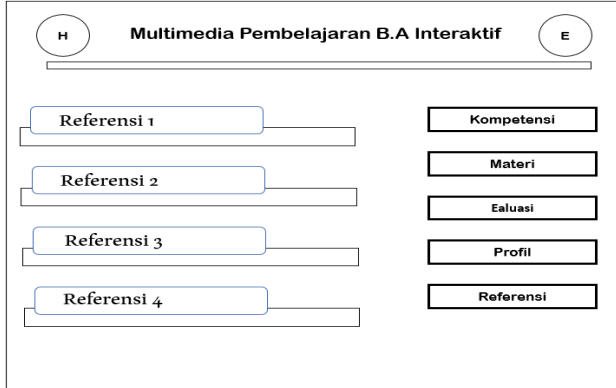 H
Multimedia Pembelajaran B.A Interaktif
E
Referensi 1
Referensi 2
Referensi 3
Referensi 4
Kompetensi
Materi
Ealuasi
Profil
Referensi